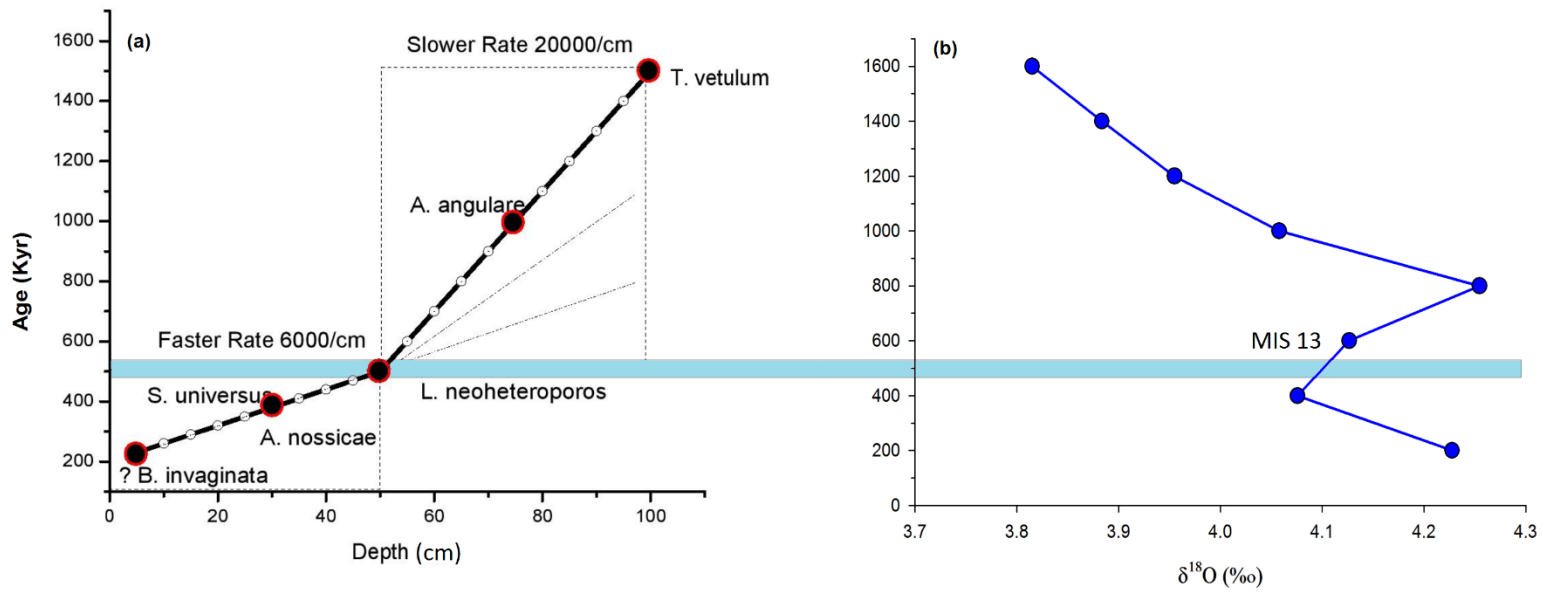 (a)
Slower Rate 20000/cm
T. vetulum
A. angulare
Faster Rate 6000/cm
S. universus
L. neoheteroporos
A. nossicae
? B. invaginata
1600
1400
1200
1000
800
600
400
200
Age (Kyr)
0 20 40 60 80 100
Depth (cm)
(b)
MIS 13
1600
1400
1200
1000
800
600
400
200
0
3.7 3.8 3.9 4.0 4.1 4.2 4.3
δ¹⁸O (‰)